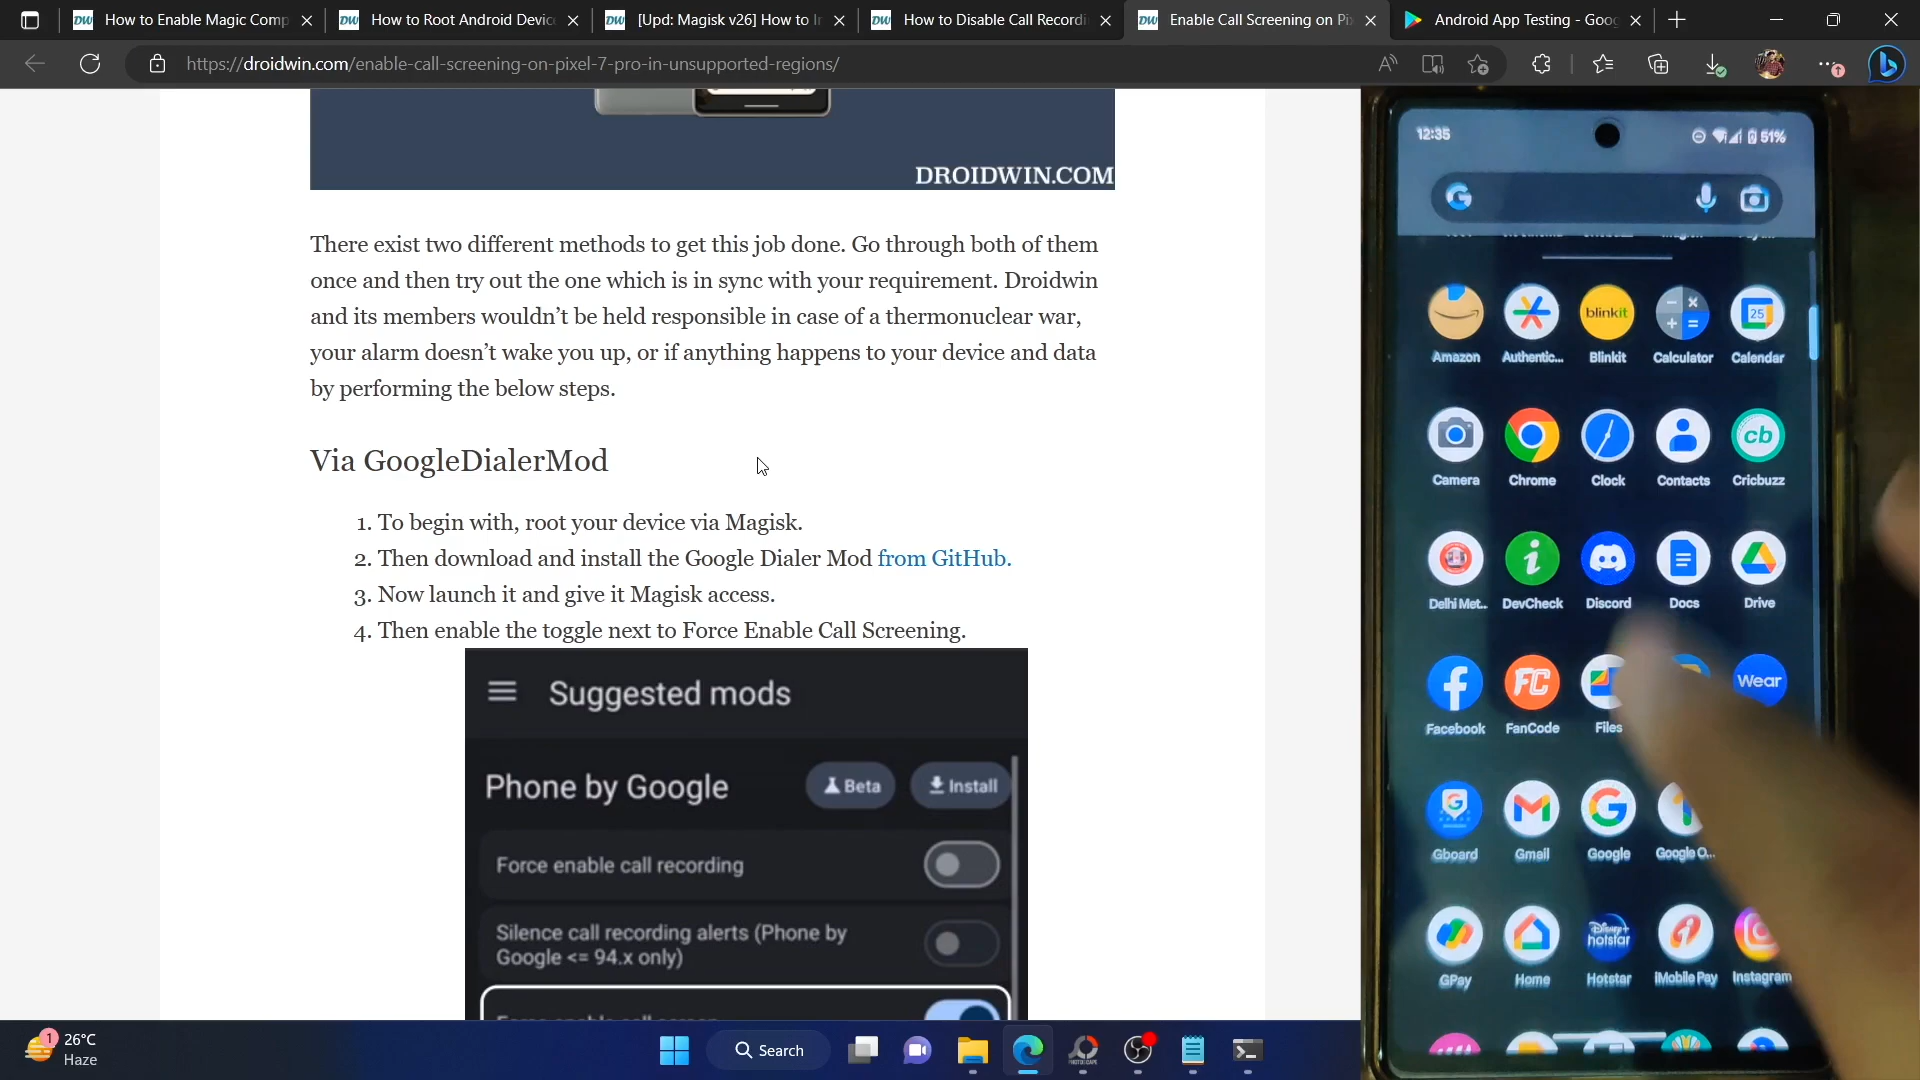 How to Enable Magic Comp
How to Root Android Devic
[Upd: Magisk v26] How to I
How to Disable Call Recordi
Enable Call Screening on Pi
Android App Testing - Goog
https://droidwin.com/enable-call-screening-on-pixel-7-pro-in-unsupported-regions/
DROIDWIN.COM
There exist two different methods to get this job done. Go through both of them
once and then try out the one which is in sync with your requirement. Droidwin
and its members wouldn't be held responsible in case of a thermonuclear war,
your alarm doesn't wake you up, or if anything happens to your device and data
by performing the below steps.
Via GoogleDialerMod
1. To begin with, root your device via Magisk.
2. Then download and install the Google Dialer Mod from GitHub.
3. Now launch it and give it Magisk access.
4. Then enable the toggle next to Force Enable Call Screening.
Suggested mods
Phone by Google
Beta
Install
Force enable call recording
Silence call recording alerts (Phone by
Google <= 94.x only)
12:35
51%
Amazon
Authentic...
blinkit
Blinkit
Calculator
25
Calendar
Camera
Chrome
Clock
Contacts
cb
Cricbuzz
Delhi Met..
DevCheck
Discord
Docs
Drive
Facebook
FC
FanCode
Files
Wear
Gboard
Gmail
Google
Google O...
GPay
Home
Disney+
hotstar
Hotstar
iMobile Pay
Instagram
1
26°C
Haze
Search